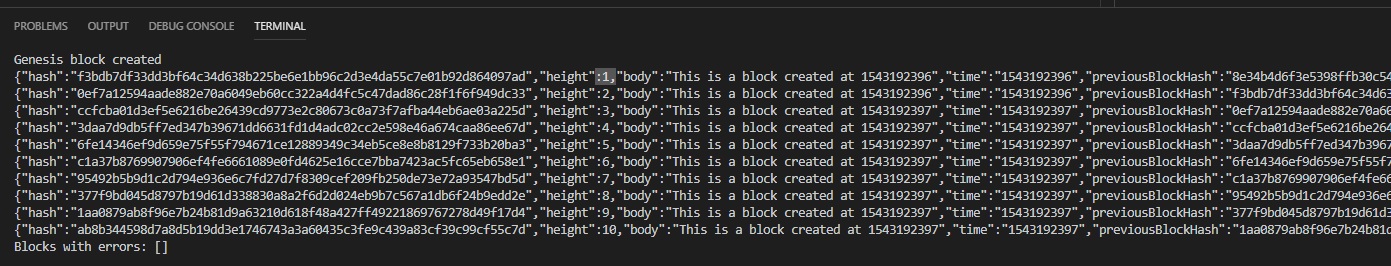 PROBLEMS OUTPUT DEBUG CONSOLE TERMINAL
Genesis block created
{"hash":"f3bdb7df33dd3bf64c34d638b225be6e1bb96c2d3e4da55c7e01b92d864097ad","height":1,"body":"This is a block created at 1543192396","time":"1543192396","previousBlockHash":"8e34b4d6f3e5398ffb30c54
{"hash":"0ef7a12594aade882e70a6049eb60cc322a4d4fc5c47dad86c28f1f6f949dc33","height":2,"body":"This is a block created at 1543192396","time":"1543192396","previousBlockHash":"f3bdb7df33dd3bf64c34d63
{"hash":"ccfcba01d3ef5e6216be26439cd9773e2c80673c0a73f7afba44eb6ae03a225d","height":3,"body":"This is a block created at 1543192397","time":"1543192397","previousBlockHash":"0ef7a12594aade882e70a60
{"hash":"3daa7d9db5ff7ed347b39671dd6631fd1d4adc02cc2e598e46a674caa86ee67d","height":4,"body":"This is a block created at 1543192397","time":"1543192397","previousBlockHash":"ccfcba01d3ef5e6216be264
{"hash":"6fe14346ef9d659e75f55f794671ce12889349c34eb5ce8e8b8129f733b20ba3","height":5,"body":"This is a block created at 1543192397","time":"1543192397","previousBlockHash":"3daa7d9db5ff7ed347b3967
{"hash":"c1a37b8769907906ef4fe6661089e0fd4625e16cce7bba7423ac5fc65eb658e1","height":6,"body":"This is a block created at 1543192397","time":"1543192397","previousBlockHash":"6fe14346ef9d659e75f55f7
{"hash":"95492b5b9d1c2d794e936e6c7fd27d7f8309cef209fb250de73e72a93547bd5d","height":7,"body":"This is a block created at 1543192397","time":"1543192397","previousBlockHash":"c1a37b8769907906ef4fe66
{"hash":"377f9bd045d8797b19d61d338830a8a2f6d2d024eb9b7c567a1db6f24b9edd2e","height":8,"body":"This is a block created at 1543192397","time":"1543192397","previousBlockHash":"95492b5b9d1c2d794e936e6
{"hash":"1aa0879ab8f96e7b24b81d9a63210d618f48a427ff49221869767278d49f17d4","height":9,"body":"This is a block created at 1543192397","time":"1543192397","previousBlockHash":"377f9bd045d8797b19d61d3
{"hash":"ab8b344598d7a8d5b19dd3e1746743a3a60435c3fe9c439a83cf39c99cf55c7d","height":10,"body":"This is a block created at 1543192397","time":"1543192397","previousBlockHash":"1aa0879ab8f96e7b24b81d
Blocks with errors: []